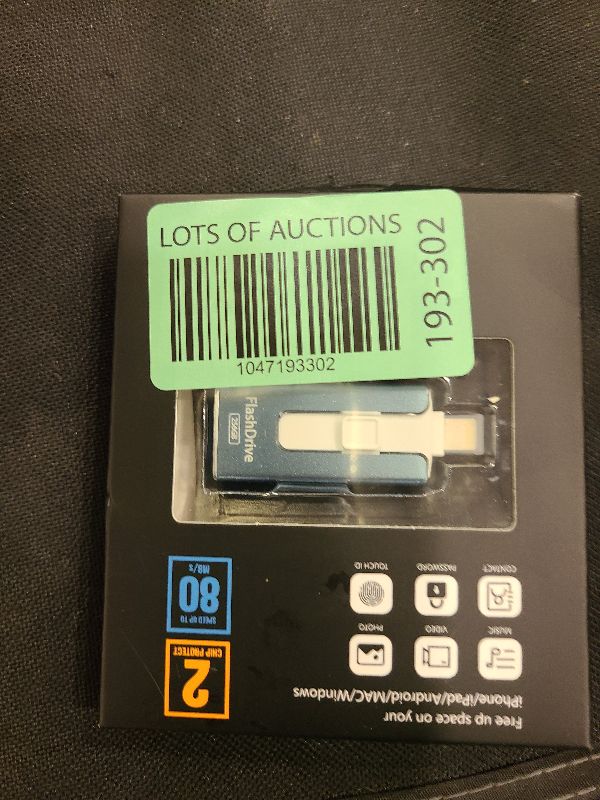 LOTS OF AUCTIONS
1047193302
193-302
FlashDrive
256GB
Free up space on your
iPhone/iPad/Android/MAC/Windows
MUSIC
VIDEO
PHOTO
CONTACT
PASSWORD
TOUCH ID
2
CHIP PROTECT
SPEED UP TO
80
MB/s